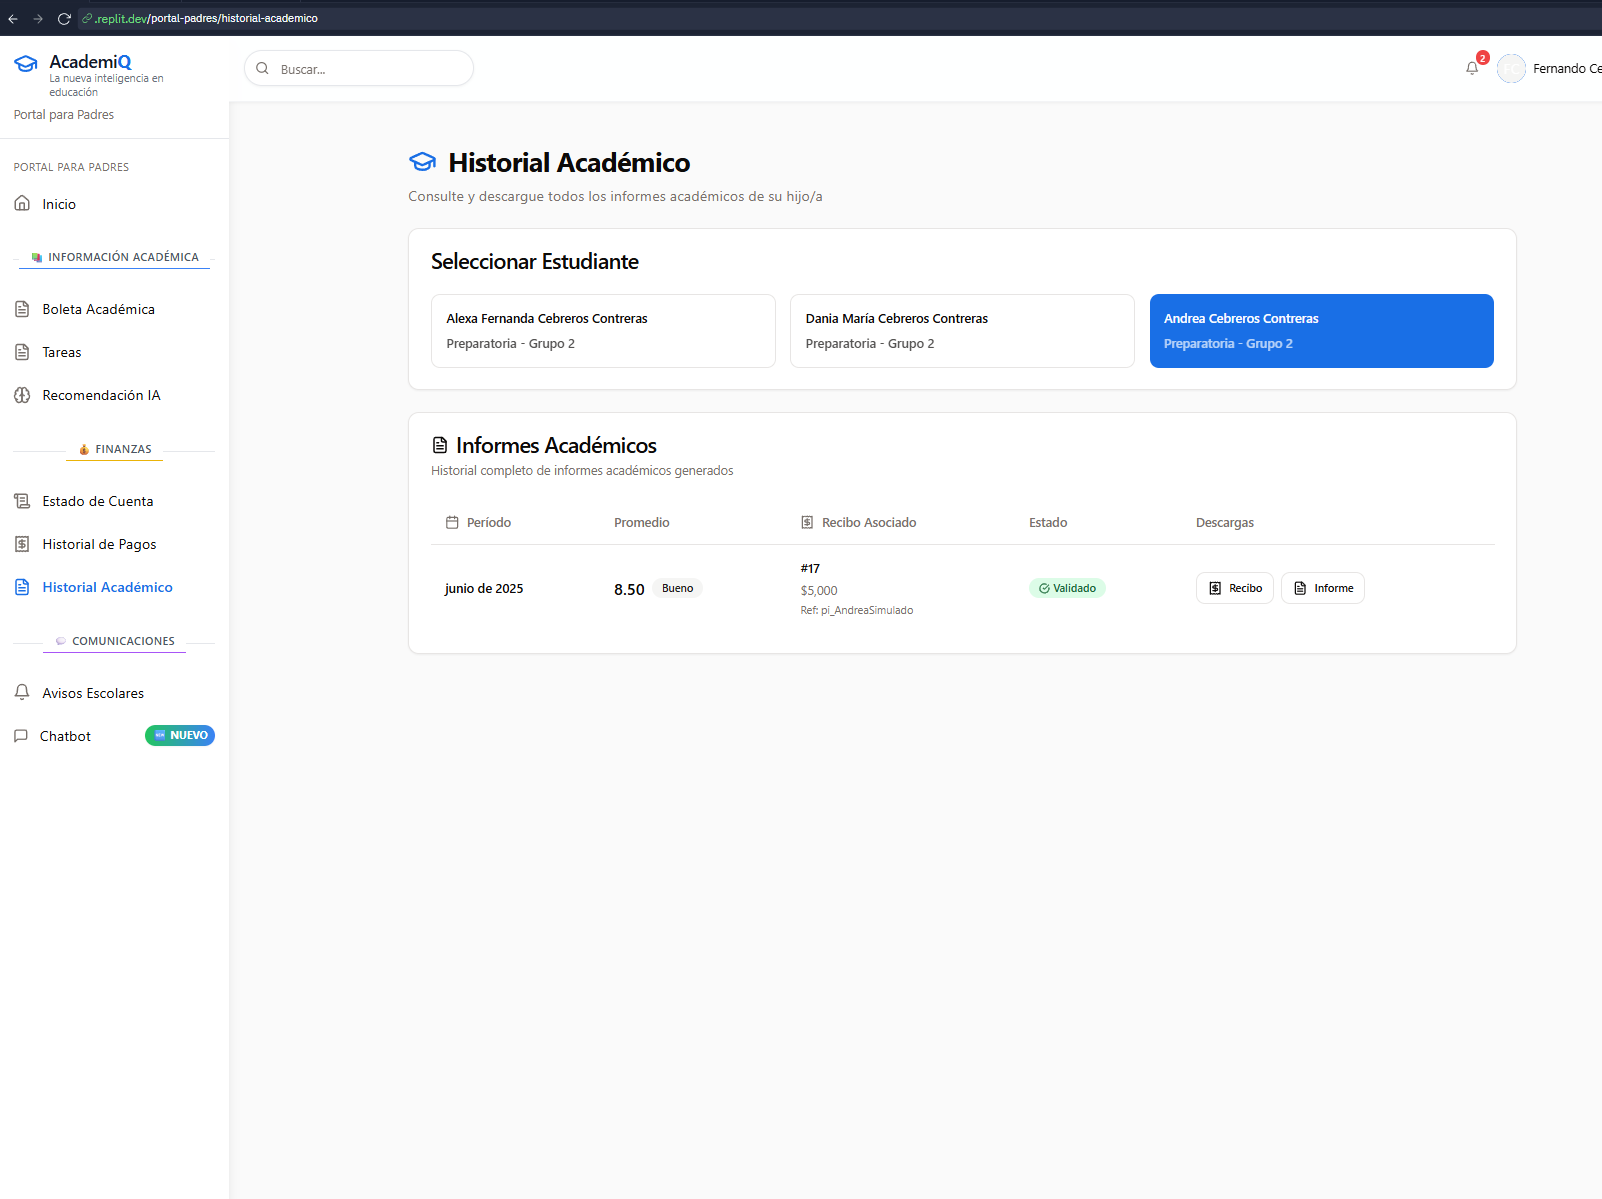 .replit.dev/portal-padres/historial-academico
AcademiQ
La nueva inteligencia en
educación
Portal para Padres
Buscar...
2
Fernando Ce
PORTAL PARA PADRES
Inicio
INFORMACIÓN ACADÉMICA
Boleta Académica
Tareas
Recomendación IA
FINANZAS
Estado de Cuenta
Historial de Pagos
Historial Académico
COMUNICACIONES
Avisos Escolares
Chatbot
NUEVO
Historial Académico
Consulte y descargue todos los informes académicos de su hijo/a
Seleccionar Estudiante
Alexa Fernanda Cebreros Contreras
Preparatoria - Grupo 2
Dania María Cebreros Contreras
Preparatoria - Grupo 2
Andrea Cebreros Contreras
Preparatoria - Grupo 2
Informes Académicos
Historial completo de informes académicos generados
Período Promedio Recibo Asociado Estado Descargas
junio de 2025
8.50 Bueno
#17
$5,000
Ref: pi_AndreaSimulado
Validado
Recibo Informe